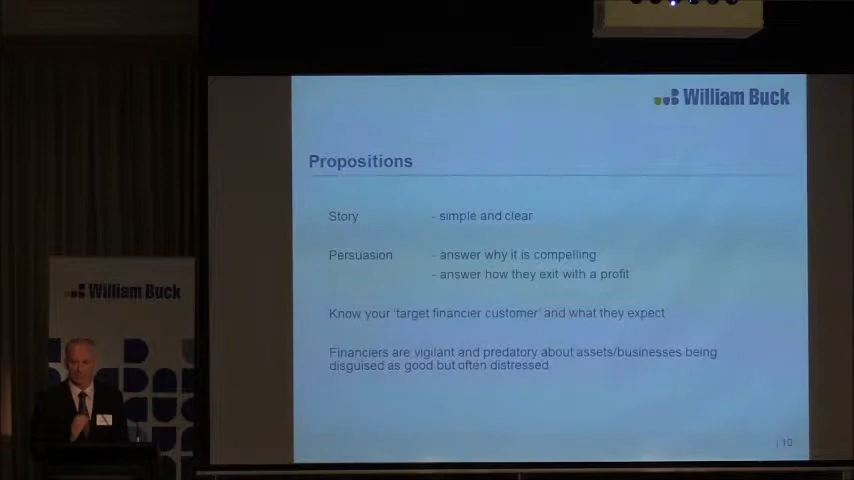 William Buck
Propositions
Story - simple and clear
Persuasion - answer why it is compelling
- answer how they exit with a profit
Know your 'target financier customer' and what they expect
Financiers are vigilant and predatory about assets/businesses being
disguised as good but often distressed
| 10
William Buck